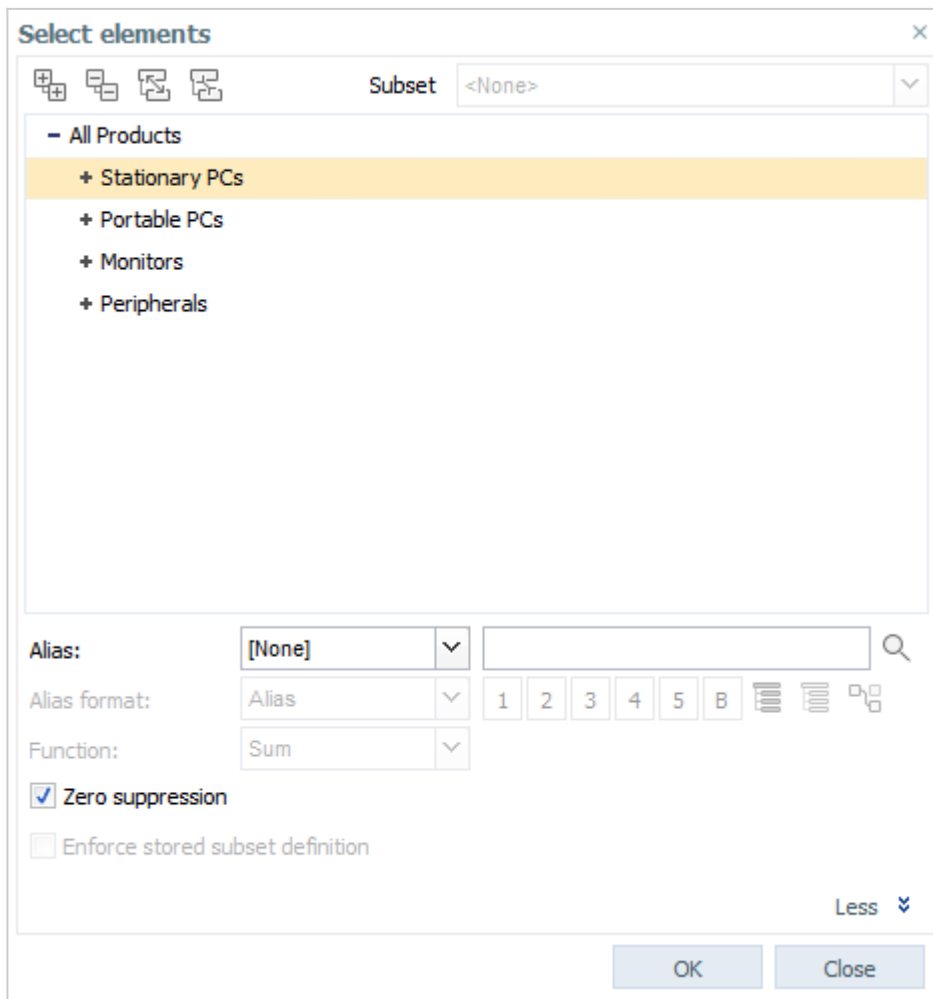 Select elements
Subset <None>
All Products
Stationary PCs
Portable PCs
Monitors
Peripherals
Alias: [None]
Alias format: Alias 1 2 3 4 5 B
Function: Sum
Zero suppression
Enforce stored subset definition
Less
OK Close